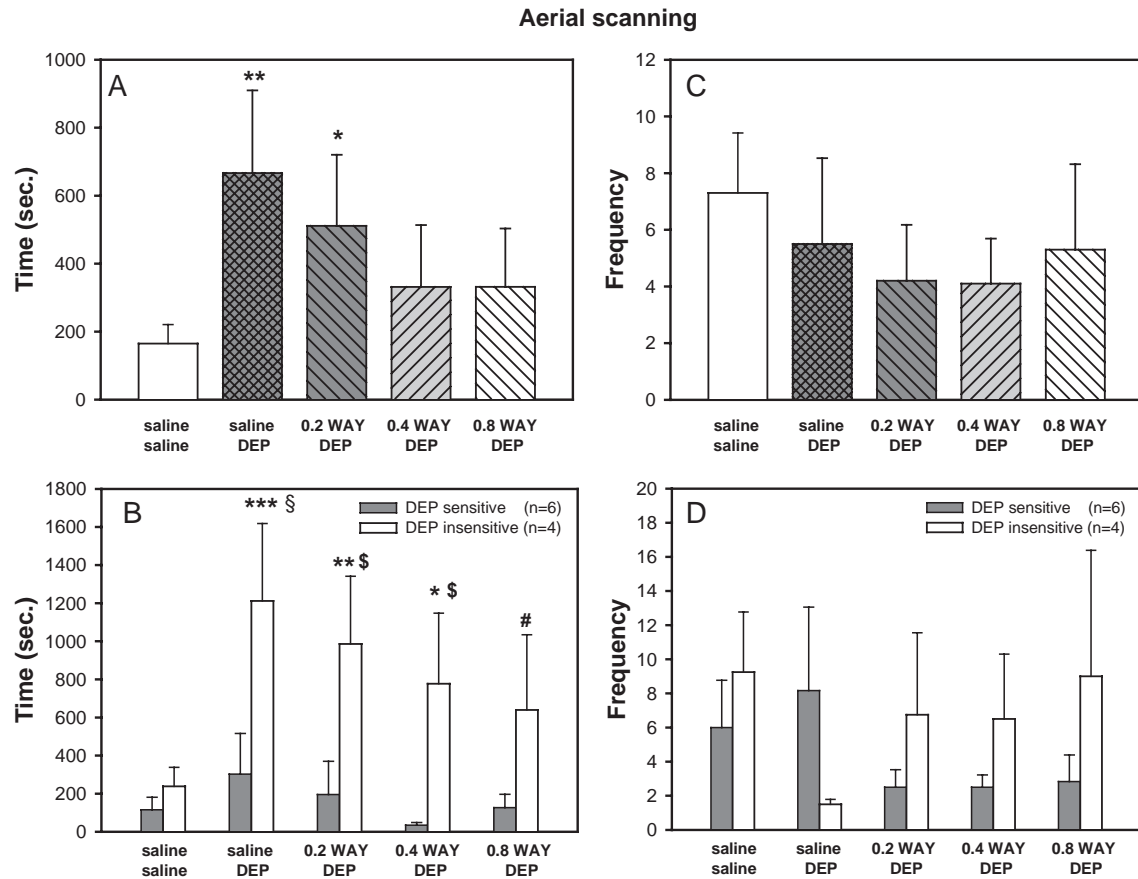 Aerial scanning
A
Time (sec.)
1000
800
600
400
200
0
**
*
saline saline 0.2 WAY 0.4 WAY 0.8 WAY
saline DEP DEP DEP DEP
C
Frequency
12
10
8
6
4
2
0
saline saline 0.2 WAY 0.4 WAY 0.8 WAY
saline DEP DEP DEP DEP
B
Time (sec.)
1800
1600
1400
1200
1000
800
600
400
200
0
*** §
** $
* $
#
DEP sensitive (n=6)
DEP insensitive (n=4)
saline saline 0.2 WAY 0.4 WAY 0.8 WAY
saline DEP DEP DEP DEP
D
Frequency
20
18
16
14
12
10
8
6
4
2
0
DEP sensitive (n=6)
DEP insensitive (n=4)
saline saline 0.2 WAY 0.4 WAY 0.8 WAY
saline DEP DEP DEP DEP